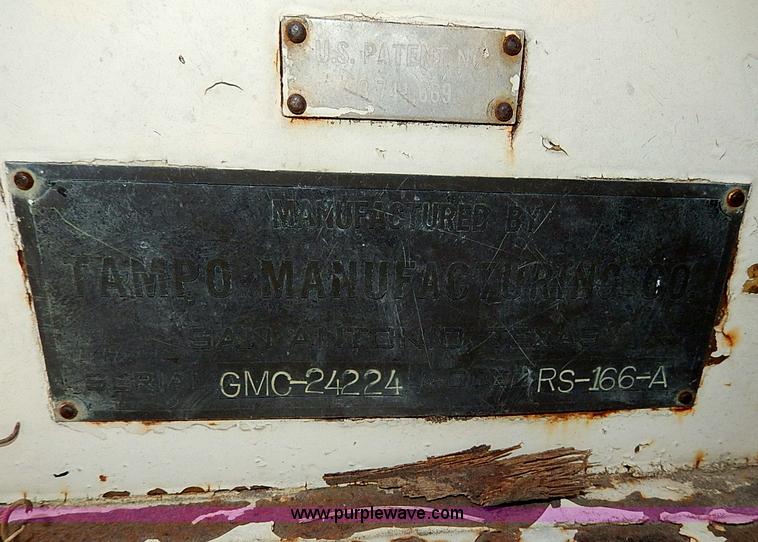 U.S. PATENT NO.
MANUFACTURED BY
TAMPO MANUFACTURING CO.
SAN ANTONIO, TEXAS
SERIAL GMC-24224 MODEL RS-166-A
www.purplewave.com